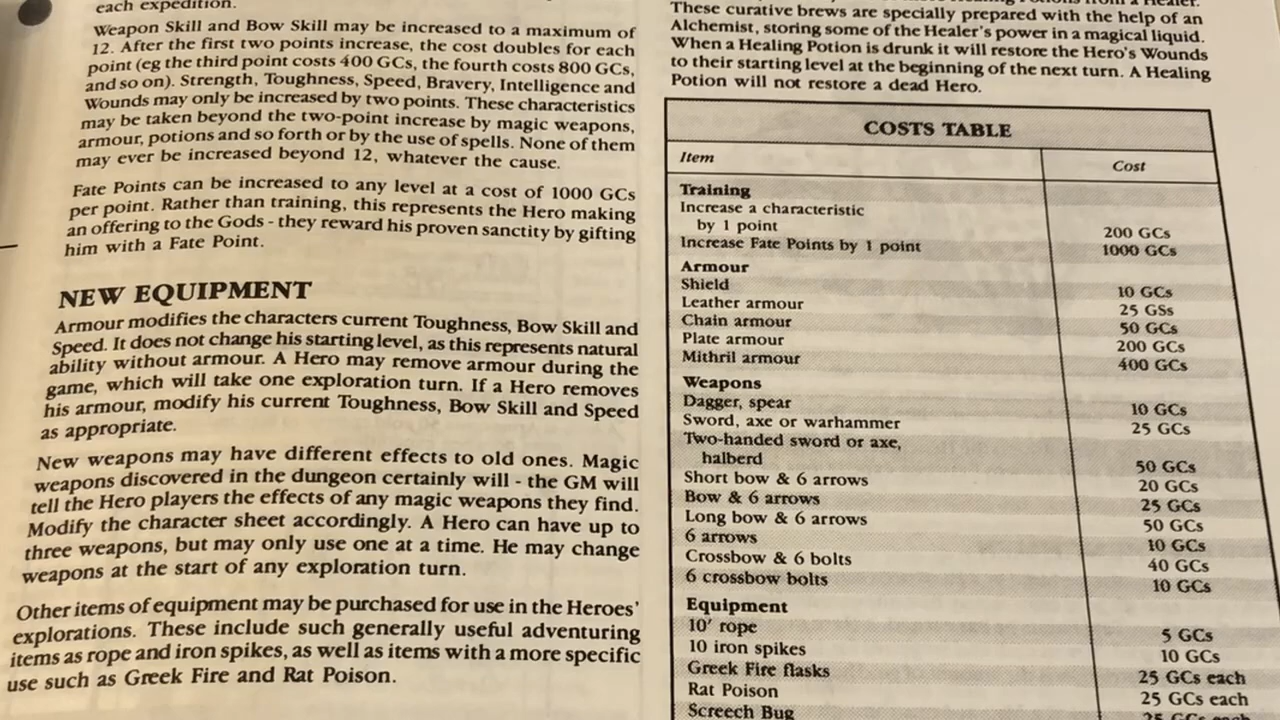 each expedition.
Weapon Skill and Bow Skill may be increased to a maximum of
12. After the first two points increase, the cost doubles for each
point (eg the third point costs 400 GCs, the fourth costs 800 GCs,
and so on). Strength, Toughness, Speed, Bravery, Intelligence and
Wounds may only be increased by two points. These characteristics
may be taken beyond the two-point increase by magic weapons,
armour, potions and so forth or by the use of spells. None of them
may ever be increased beyond 12, whatever the cause.
Fate Points can be increased to any level at a cost of 1000 GCs
per point. Rather than training, this represents the Hero making
an offering to the Gods - they reward his proven sanctity by gifting
him with a Fate Point.
NEW EQUIPMENT
Armour modifies the characters current Toughness, Bow Skill and
Speed. It does not change his starting level, as this represents natural
ability without armour. A Hero may remove armour during the
game, which will take one exploration turn. If a Hero removes
his armour, modify his current Toughness, Bow Skill and Speed
as appropriate.
New weapons may have different effects to old ones. Magic
weapons discovered in the dungeon certainly will - the GM will
tell the Hero players the effects of any magic weapons they find.
Modify the character sheet accordingly. A Hero can have up to
three weapons, but may only use one at a time. He may change
weapons at the start of any exploration turn.
Other items of equipment may be purchased for use in the Heroes'
explorations. These include such generally useful adventuring
items as rope and iron spikes, as well as items with a more specific
use such as Greek Fire and Rat Poison.
Healing Potions from a Healer.
These curative brews are specially prepared with the help of an
Alchemist, storing some of the Healer's power in a magical liquid.
When a Healing Potion is drunk it will restore the Hero's Wounds
to their starting level at the beginning of the next turn. A Healing
Potion will not restore a dead Hero.
COSTS TABLE
Item Cost
Training
Increase a characteristic
by 1 point 200 GCs
Increase Fate Points by 1 point 1000 GCs
Armour
Shield 10 GCs
Leather armour 25 GSs
Chain armour 50 GCs
Plate armour 200 GCs
Mithril armour 400 GCs
Weapons
Dagger, spear 10 GCs
Sword, axe or warhammer 25 GCs
Two-handed sword or axe,
halberd 50 GCs
Short bow & 6 arrows 20 GCs
Bow & 6 arrows 25 GCs
Long bow & 6 arrows 50 GCs
6 arrows 10 GCs
Crossbow & 6 bolts 40 GCs
6 crossbow bolts 10 GCs
Equipment
10' rope 5 GCs
10 iron spikes 10 GCs
Greek Fire flasks 25 GCs each
Rat Poison 25 GCs each
Screech Bug 25 GCs each